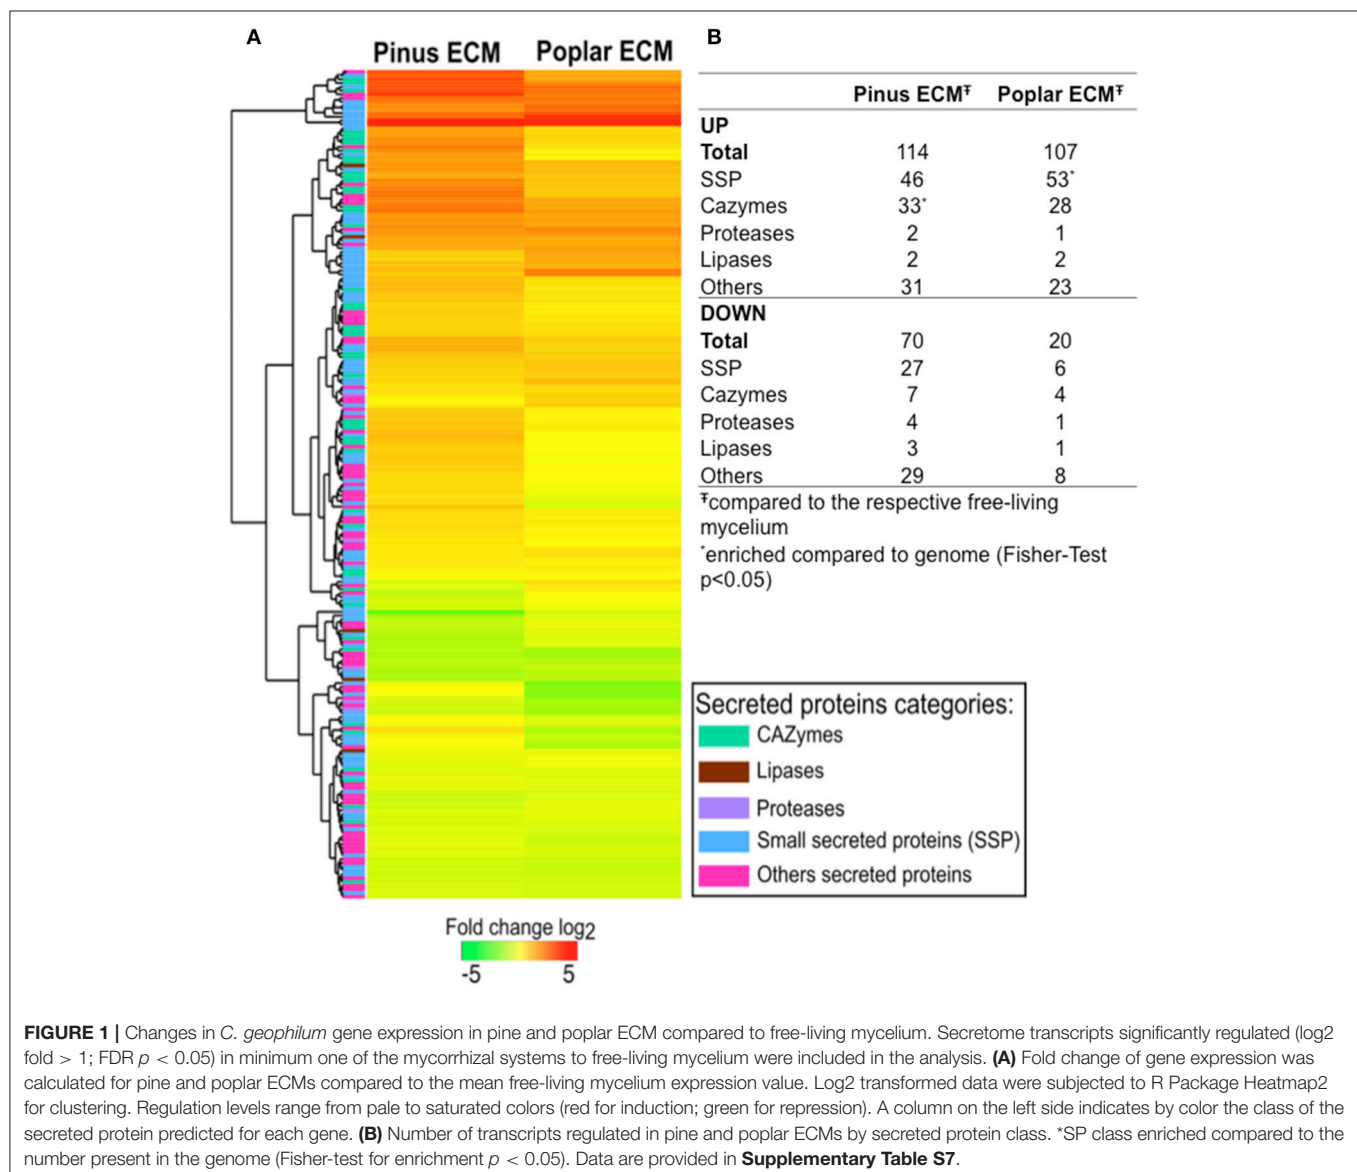 A
Pinus ECM Poplar ECM
B
Pinus ECMŦ Poplar ECMŦ
UP
Total 114 107
SSP 46 53*
Cazymes 33* 28
Proteases 2 1
Lipases 2 2
Others 31 23
DOWN
Total 70 20
SSP 27 6
Cazymes 7 4
Proteases 4 1
Lipases 3 1
Others 29 8
Ŧcompared to the respective free-living
mycelium
*enriched compared to genome (Fisher-Test
p<0.05)
Secreted proteins categories:
CAZymes
Lipases
Proteases
Small secreted proteins (SSP)
Others secreted proteins
Fold change log2
-5 5
FIGURE 1 | Changes in C. geophilum gene expression in pine and poplar ECM compared to free-living mycelium. Secretome transcripts significantly regulated (log2
fold > 1; FDR p < 0.05) in minimum one of the mycorrhizal systems to free-living mycelium were included in the analysis. (A) Fold change of gene expression was
calculated for pine and poplar ECMs compared to the mean free-living mycelium expression value. Log2 transformed data were subjected to R Package Heatmap2
for clustering. Regulation levels range from pale to saturated colors (red for induction; green for repression). A column on the left side indicates by color the class of the
secreted protein predicted for each gene. (B) Number of transcripts regulated in pine and poplar ECMs by secreted protein class. *SP class enriched compared to the
number present in the genome (Fisher-test for enrichment p < 0.05). Data are provided in Supplementary Table S7.